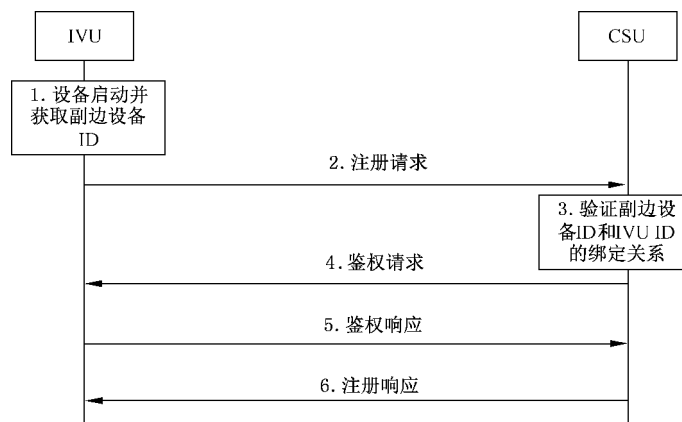 IVU
CSU
1. 设备启动并
获取副边设备
ID
2. 注册请求
3. 验证副边设
备ID和IVU ID
的绑定关系
4. 鉴权请求
5. 鉴权响应
6. 注册响应